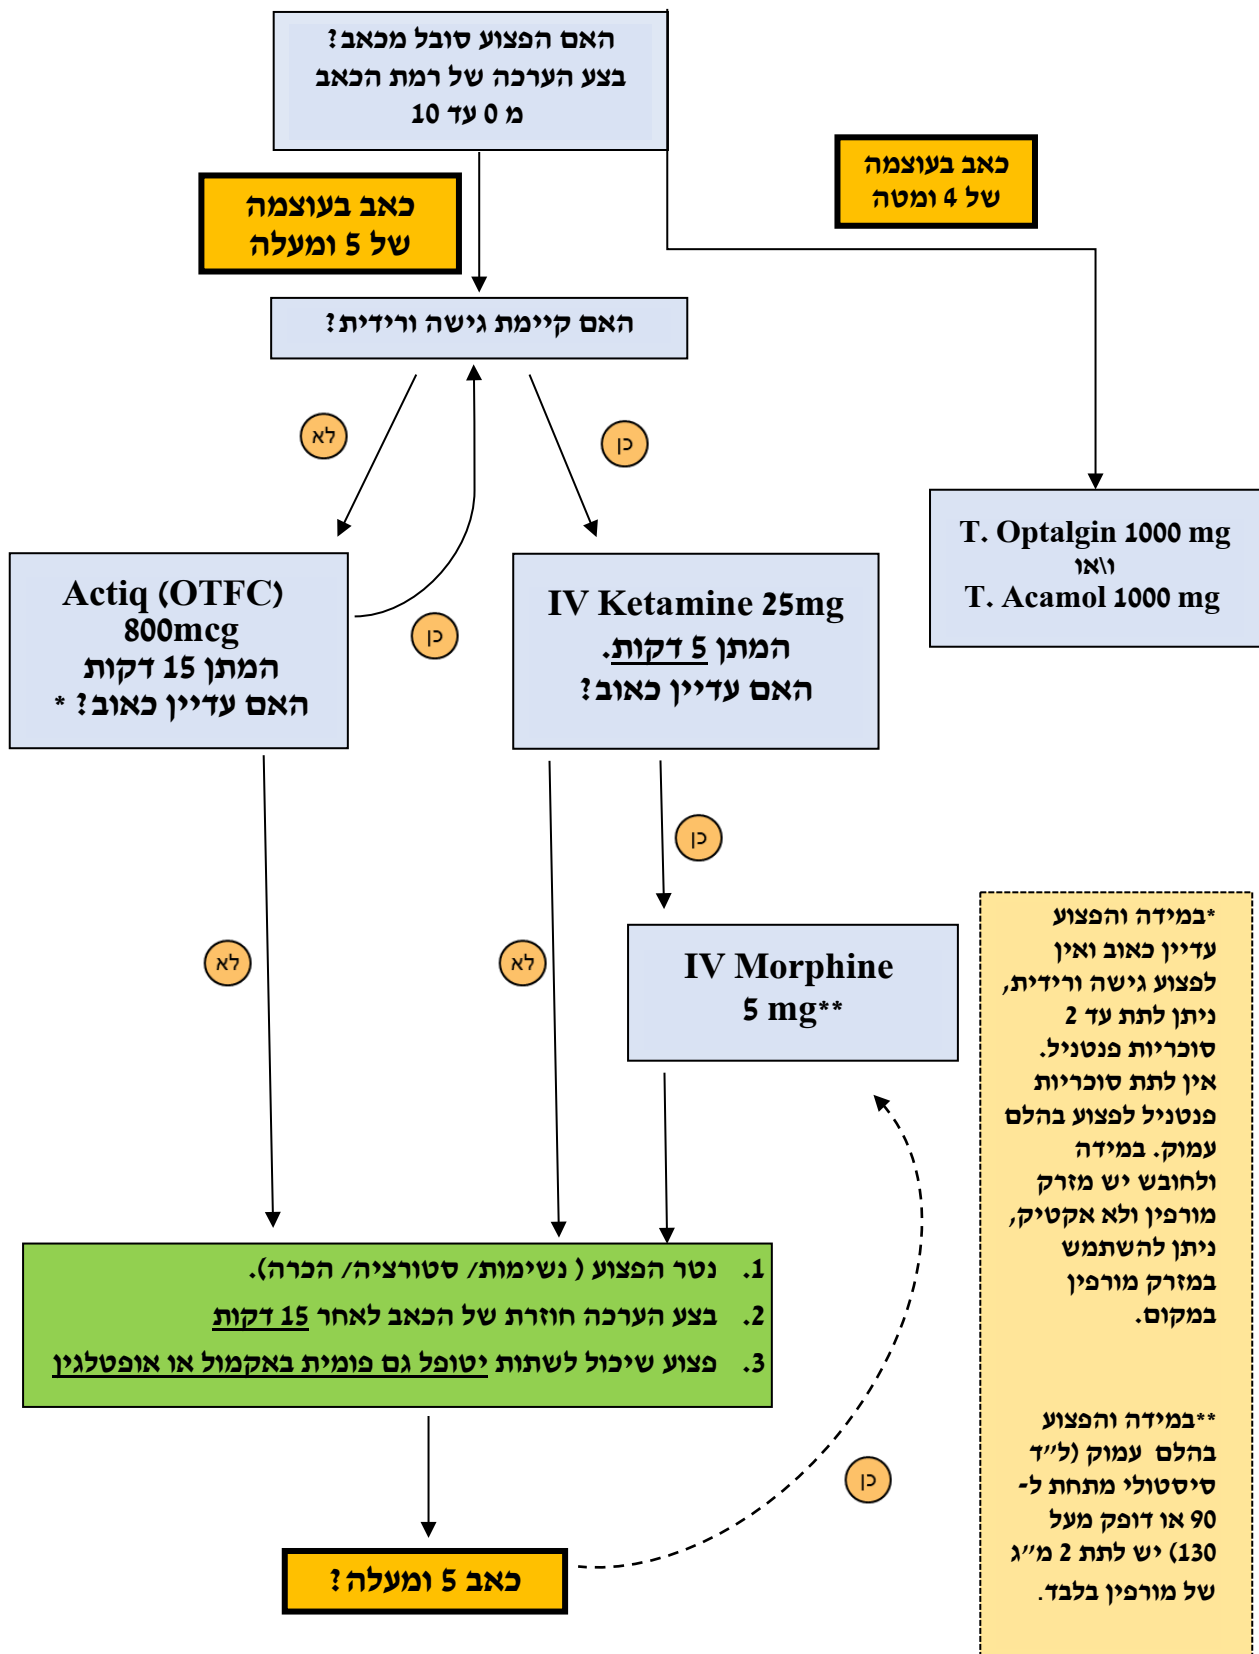 האם הפצוע סובל מכאב?
בצע הערכה של רמת הכאב
מ 0 עד 10
כאב בעוצמה
של 4 ומטה
כאב בעוצמה
של 5 ומעלה
האם קיימת גישה ורידית?
לא
כן
T. Optalgin 1000 mg
ו\או
T. Acamol 1000 mg
Actiq (OTFC)
800mcg
המתן 15 דקות
האם עדיין כאוב? *
כן
IV Ketamine 25mg
המתן 5 דקות.
האם עדיין כאוב?
כן
לא
לא
IV Morphine
5 mg**
*במידה והפצוע
עדיין כאוב ואין
לפצוע גישה ורידית,
ניתן לתת עד 2
סוכריות פנטניל.
אין לתת סוכריות
פנטניל לפצוע בהלם
עמוק. במידה
ולחובש יש מזרק
מורפין ולא אקטיק,
ניתן להשתמש
במזרק מורפין
במקום.
**במידה והפצוע
בהלם עמוק (ל״ד
סיסטולי מתחת ל-
90 או דופק מעל
130) יש לתת 2 מ״ג
של מורפין בלבד.
1. נטר הפצוע ( נשימות/ סטורציה/ הכרה).
2. בצע הערכה חוזרת של הכאב לאחר 15 דקות
3. פצוע שיכול לשתות יטופל גם פומית באקמול או אופטלגין
כן
כאב 5 ומעלה?